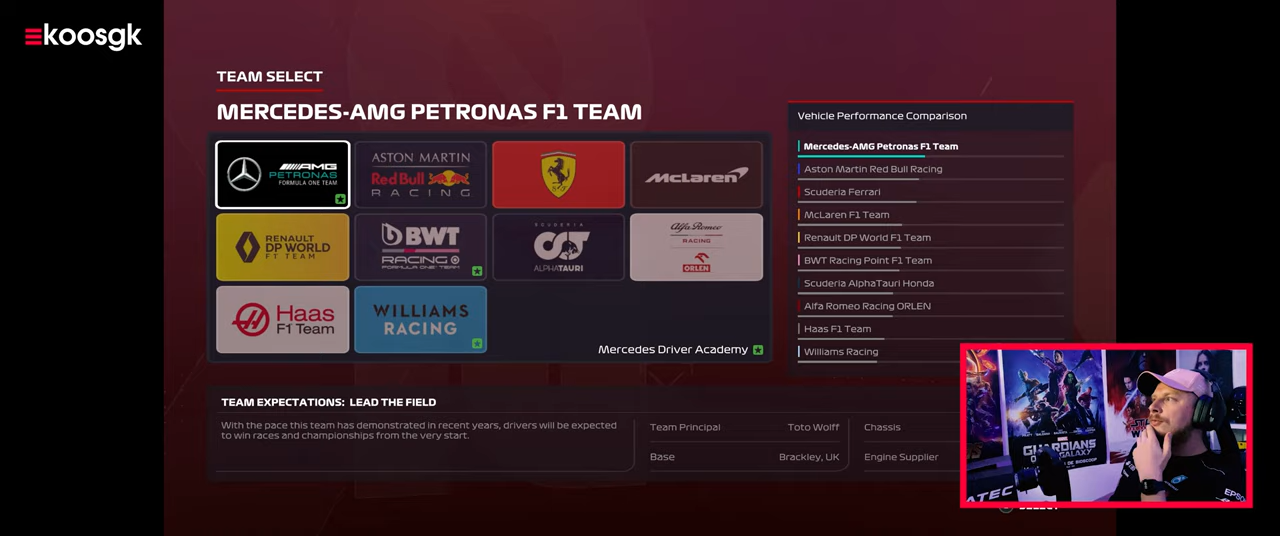 koosgk
TEAM SELECT
MERCEDES-AMG PETRONAS F1 TEAM
AMG
PETRONAS
FORMULA ONE TEAM
ASTON MARTIN
Red Bull
RACING
McLaren
RENAULT
DP WORLD
F1 TEAM
BWT
RACING
FORMULA ONE TEAM
SCUDERIA
ALPHATAURI
Alfa Romeo
RACING
ORLEN
Haas
F1 Team
WILLIAMS
RACING
Mercedes Driver Academy
Vehicle Performance Comparison
Mercedes-AMG Petronas F1 Team
Aston Martin Red Bull Racing
Scuderia Ferrari
McLaren F1 Team
Renault DP World F1 Team
BWT Racing Point F1 Team
Scuderia AlphaTauri Honda
Alfa Romeo Racing ORLEN
Haas F1 Team
Williams Racing
TEAM EXPECTATIONS: LEAD THE FIELD
With the pace this team has demonstrated in recent years, drivers will be expected
to win races and championships from the very start.
Team Principal Toto Wolff
Base Brackley, UK
Chassis
Engine Supplier
MARVEL
GUARDIANS
GALAXY